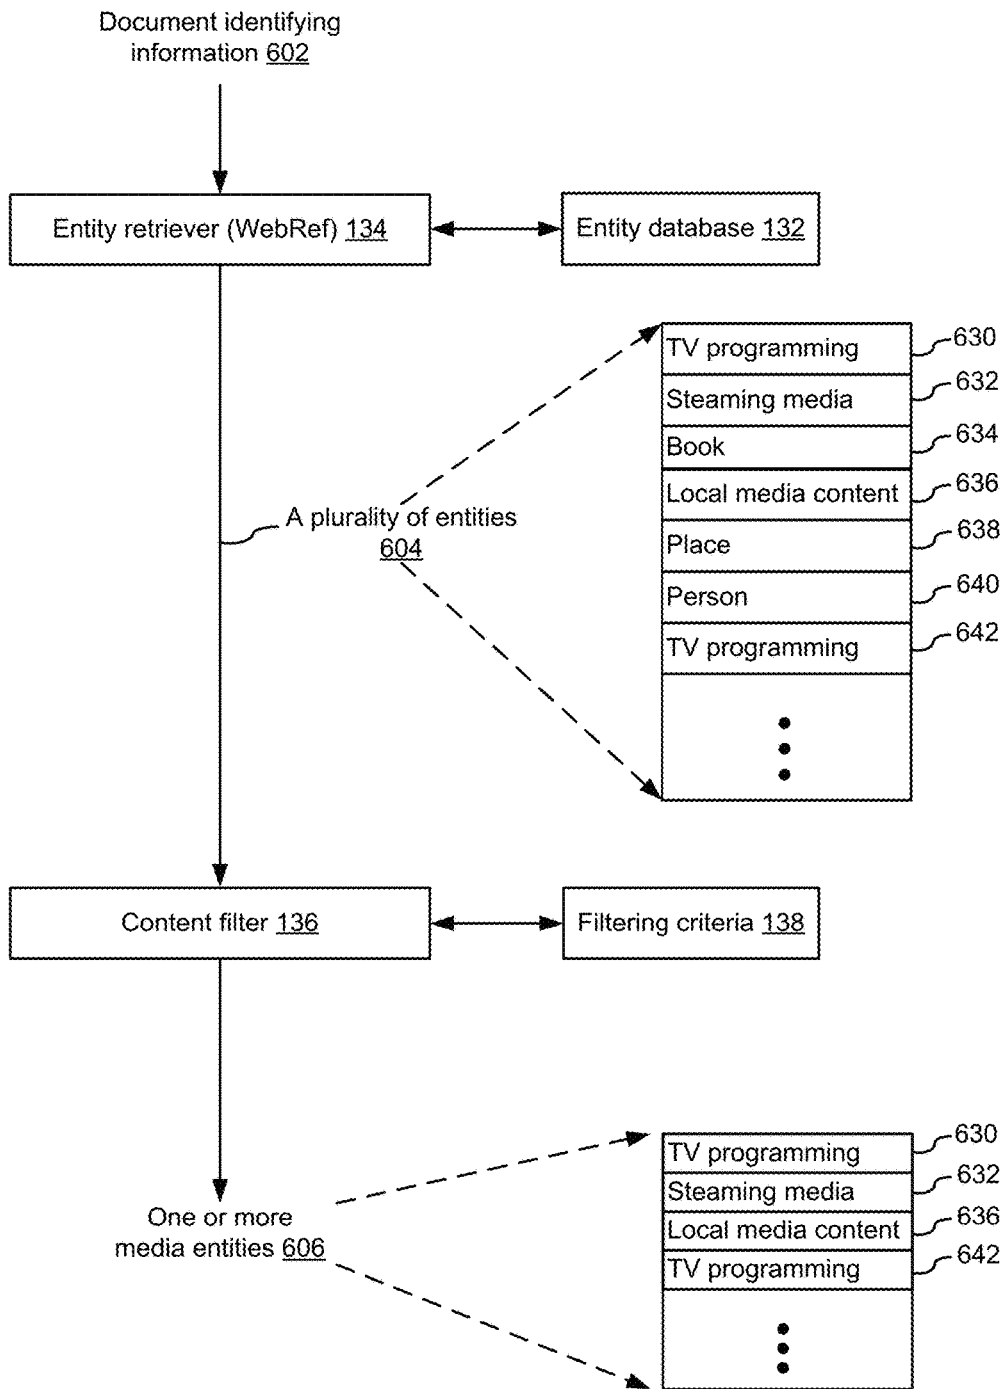 Document identifying
information 602
Entity retriever (WebRef) 134
Entity database 132
TV programming
630
Steaming media
632
Book
634
Local media content
636
Place
638
Person
640
TV programming
642
A plurality of entities
604
Content filter 136
Filtering criteria 138
One or more
media entities 606
TV programming
630
Steaming media
632
Local media content
636
TV programming
642